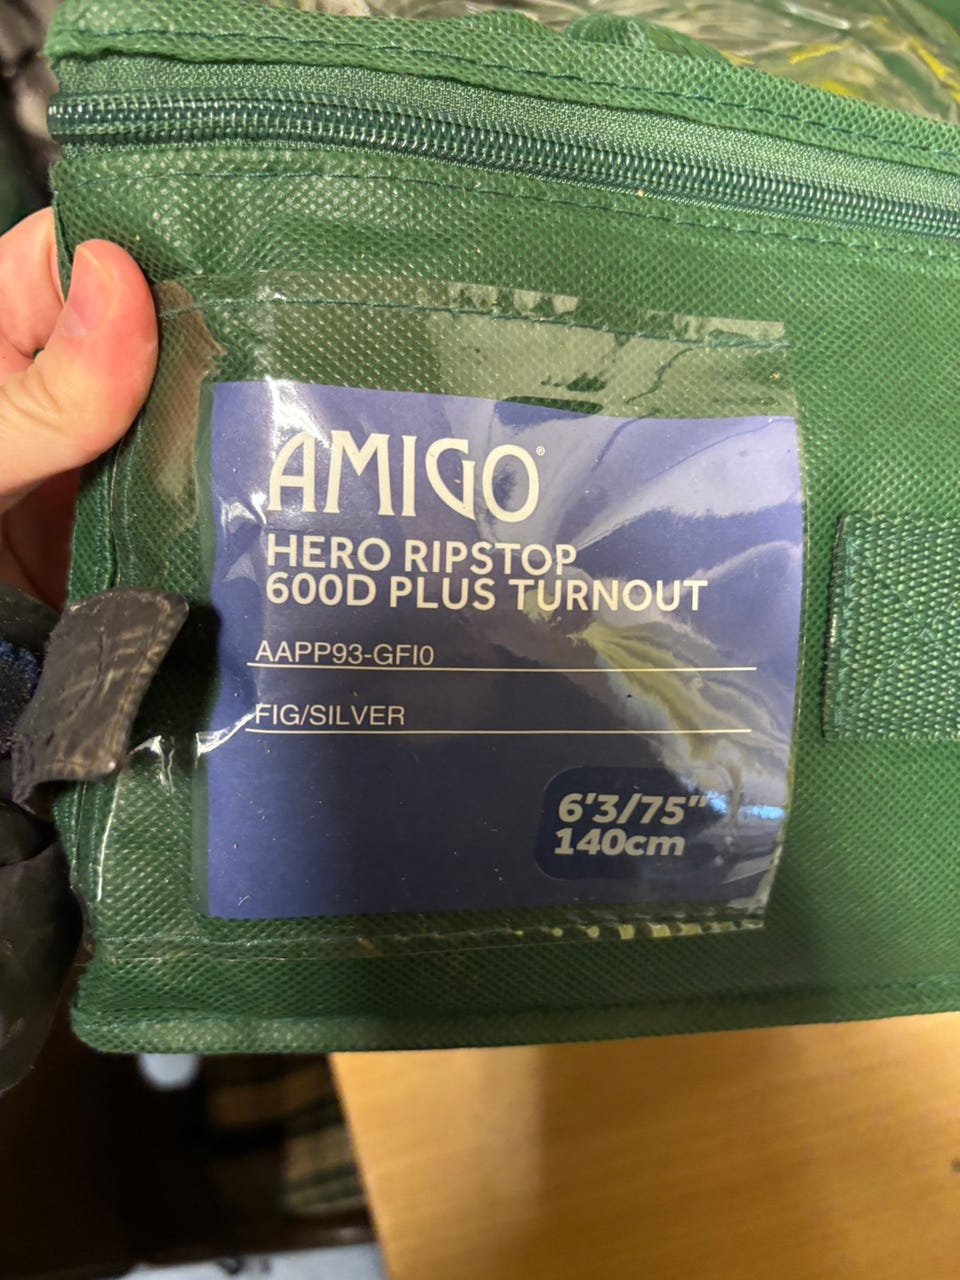 AMIGO®
HERO RIPSTOP
600D PLUS TURNOUT
AAPP93-GFI0
FIG/SILVER
6'3/75"
140cm